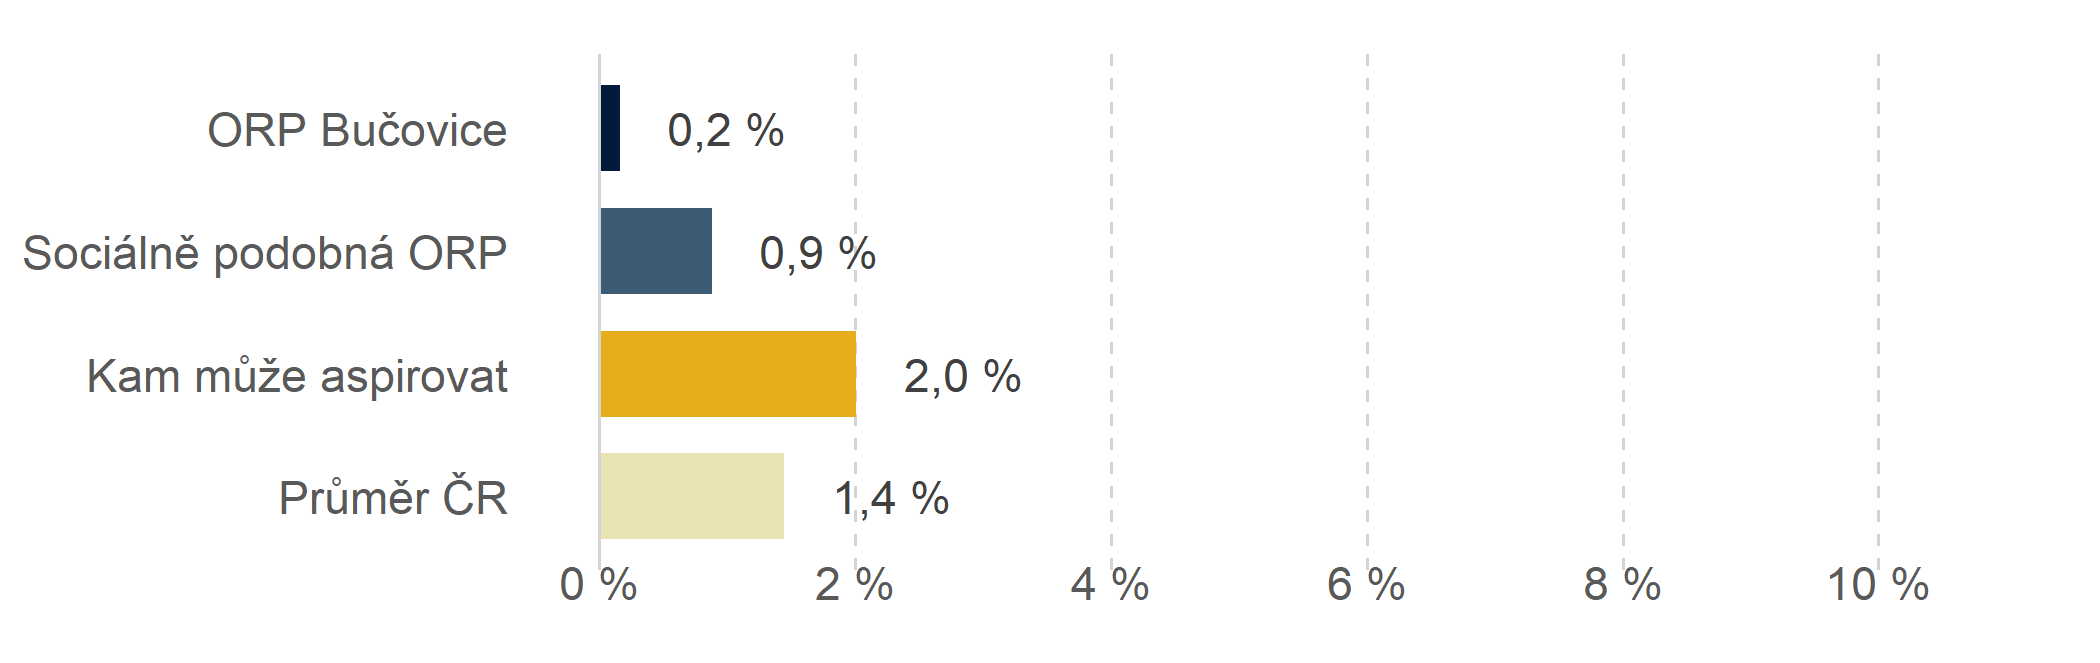 ORP Bučovice 0,2 %
Sociálně podobná ORP 0,9 %
Kam může aspirovat 2,0 %
Průměr ČR 1,4 %
0 % 2 % 4 % 6 % 8 % 10 %